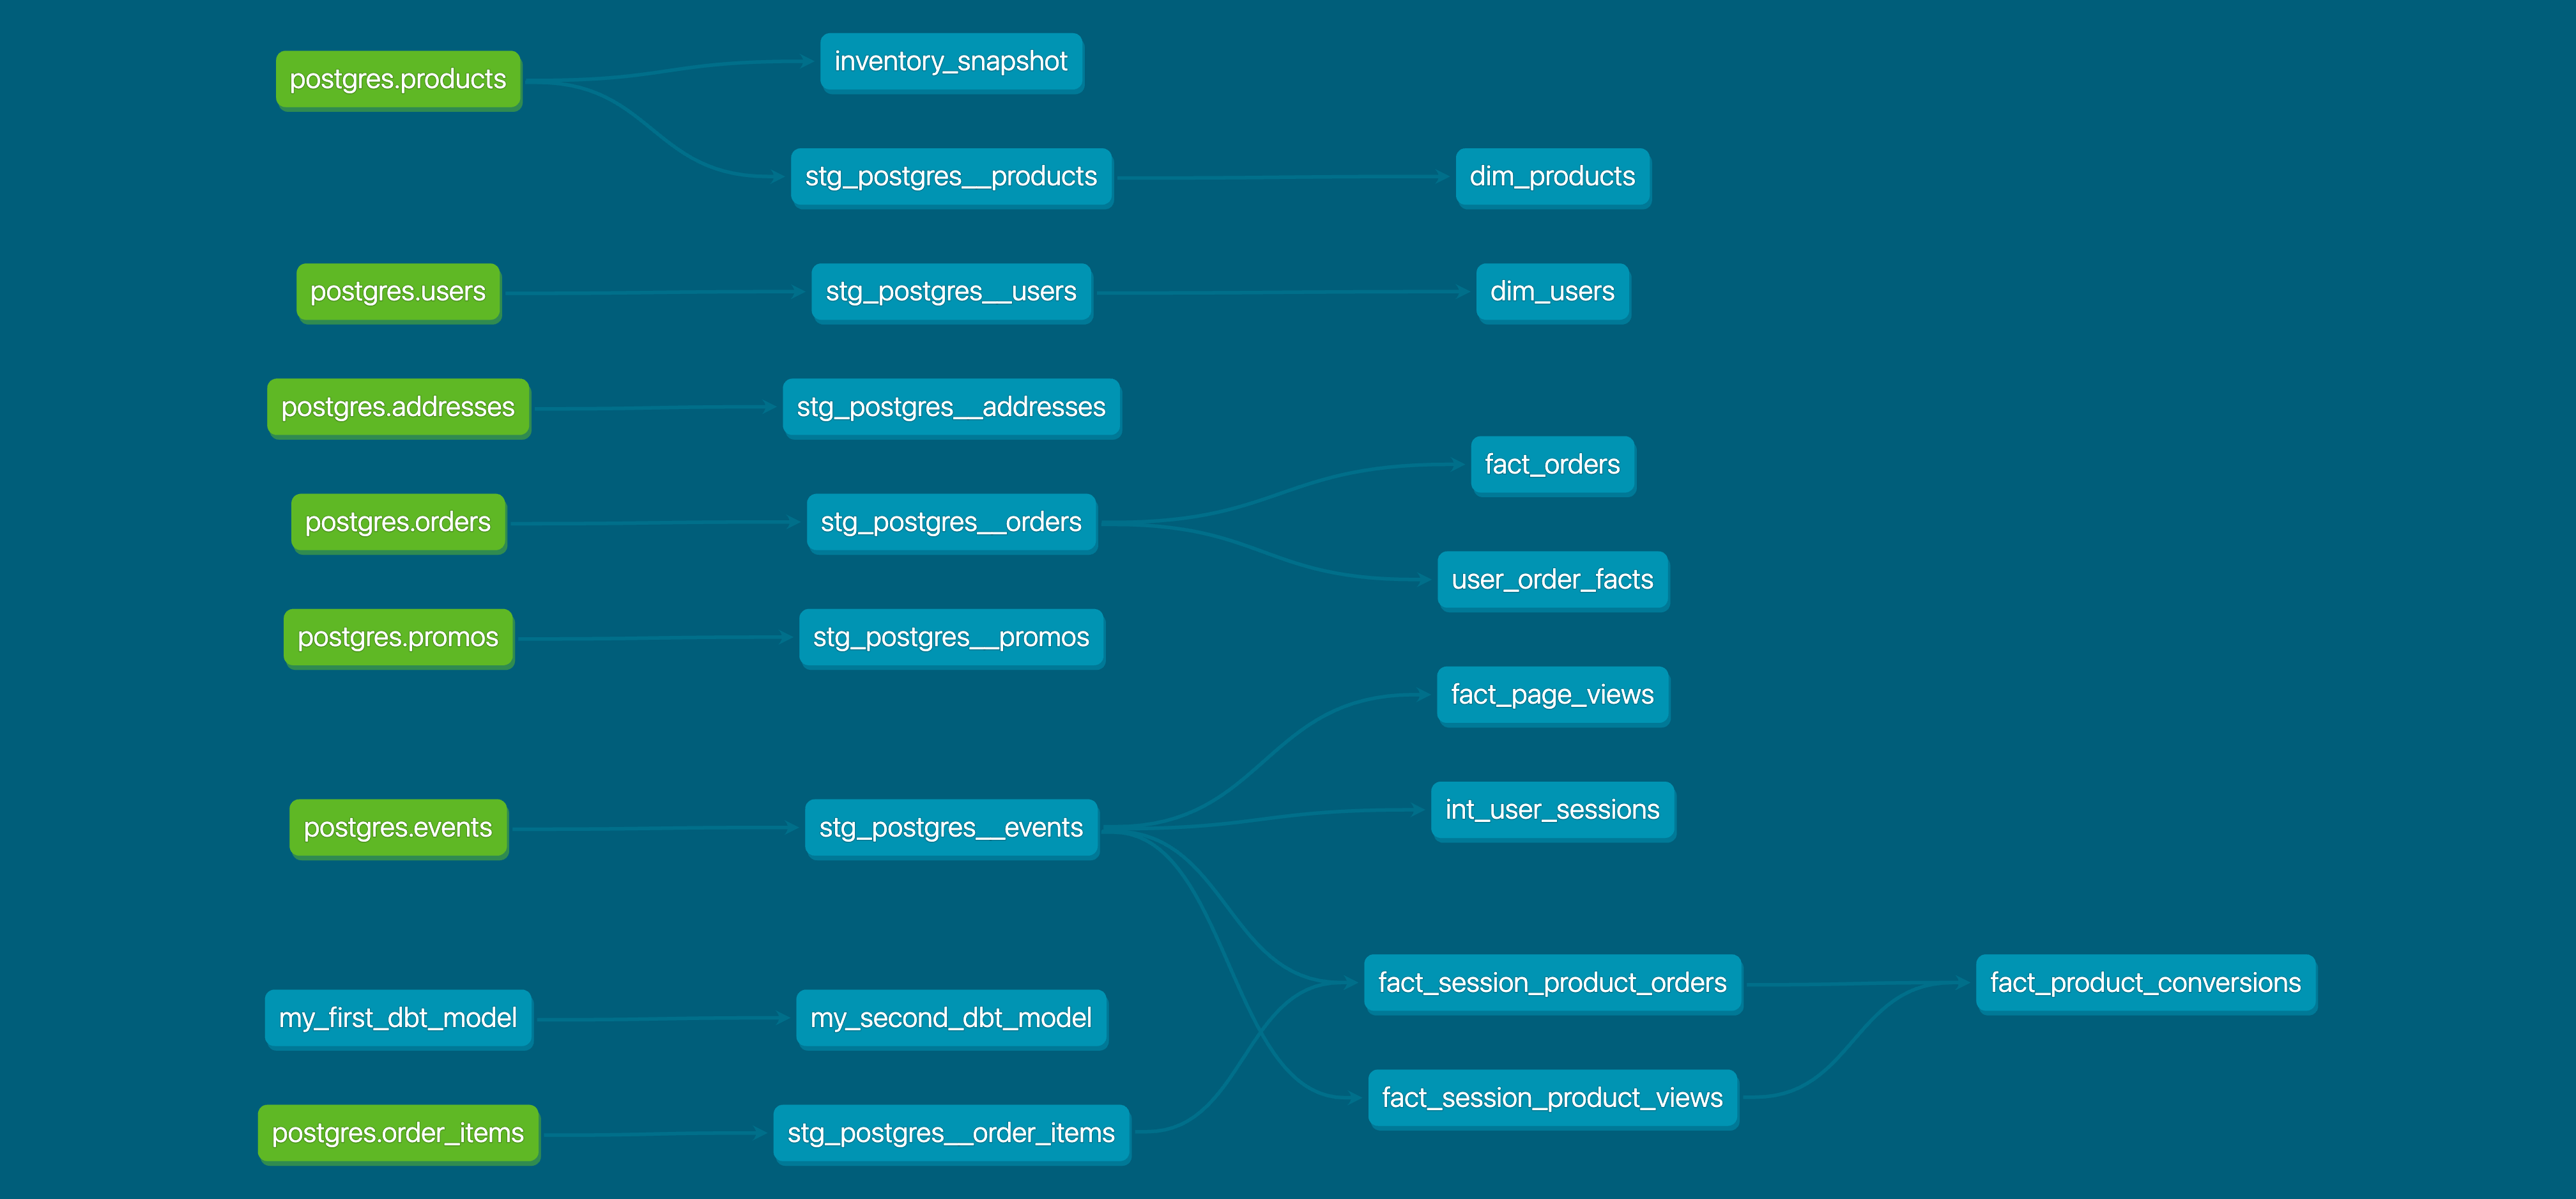 postgres.products
inventory_snapshot
stg_postgres__products
dim_products
postgres.users
stg_postgres__users
dim_users
postgres.addresses
stg_postgres__addresses
fact_orders
postgres.orders
stg_postgres__orders
user_order_facts
postgres.promos
stg_postgres__promos
fact_page_views
int_user_sessions
postgres.events
stg_postgres__events
fact_session_product_orders
fact_product_conversions
my_first_dbt_model
my_second_dbt_model
fact_session_product_views
postgres.order_items
stg_postgres__order_items